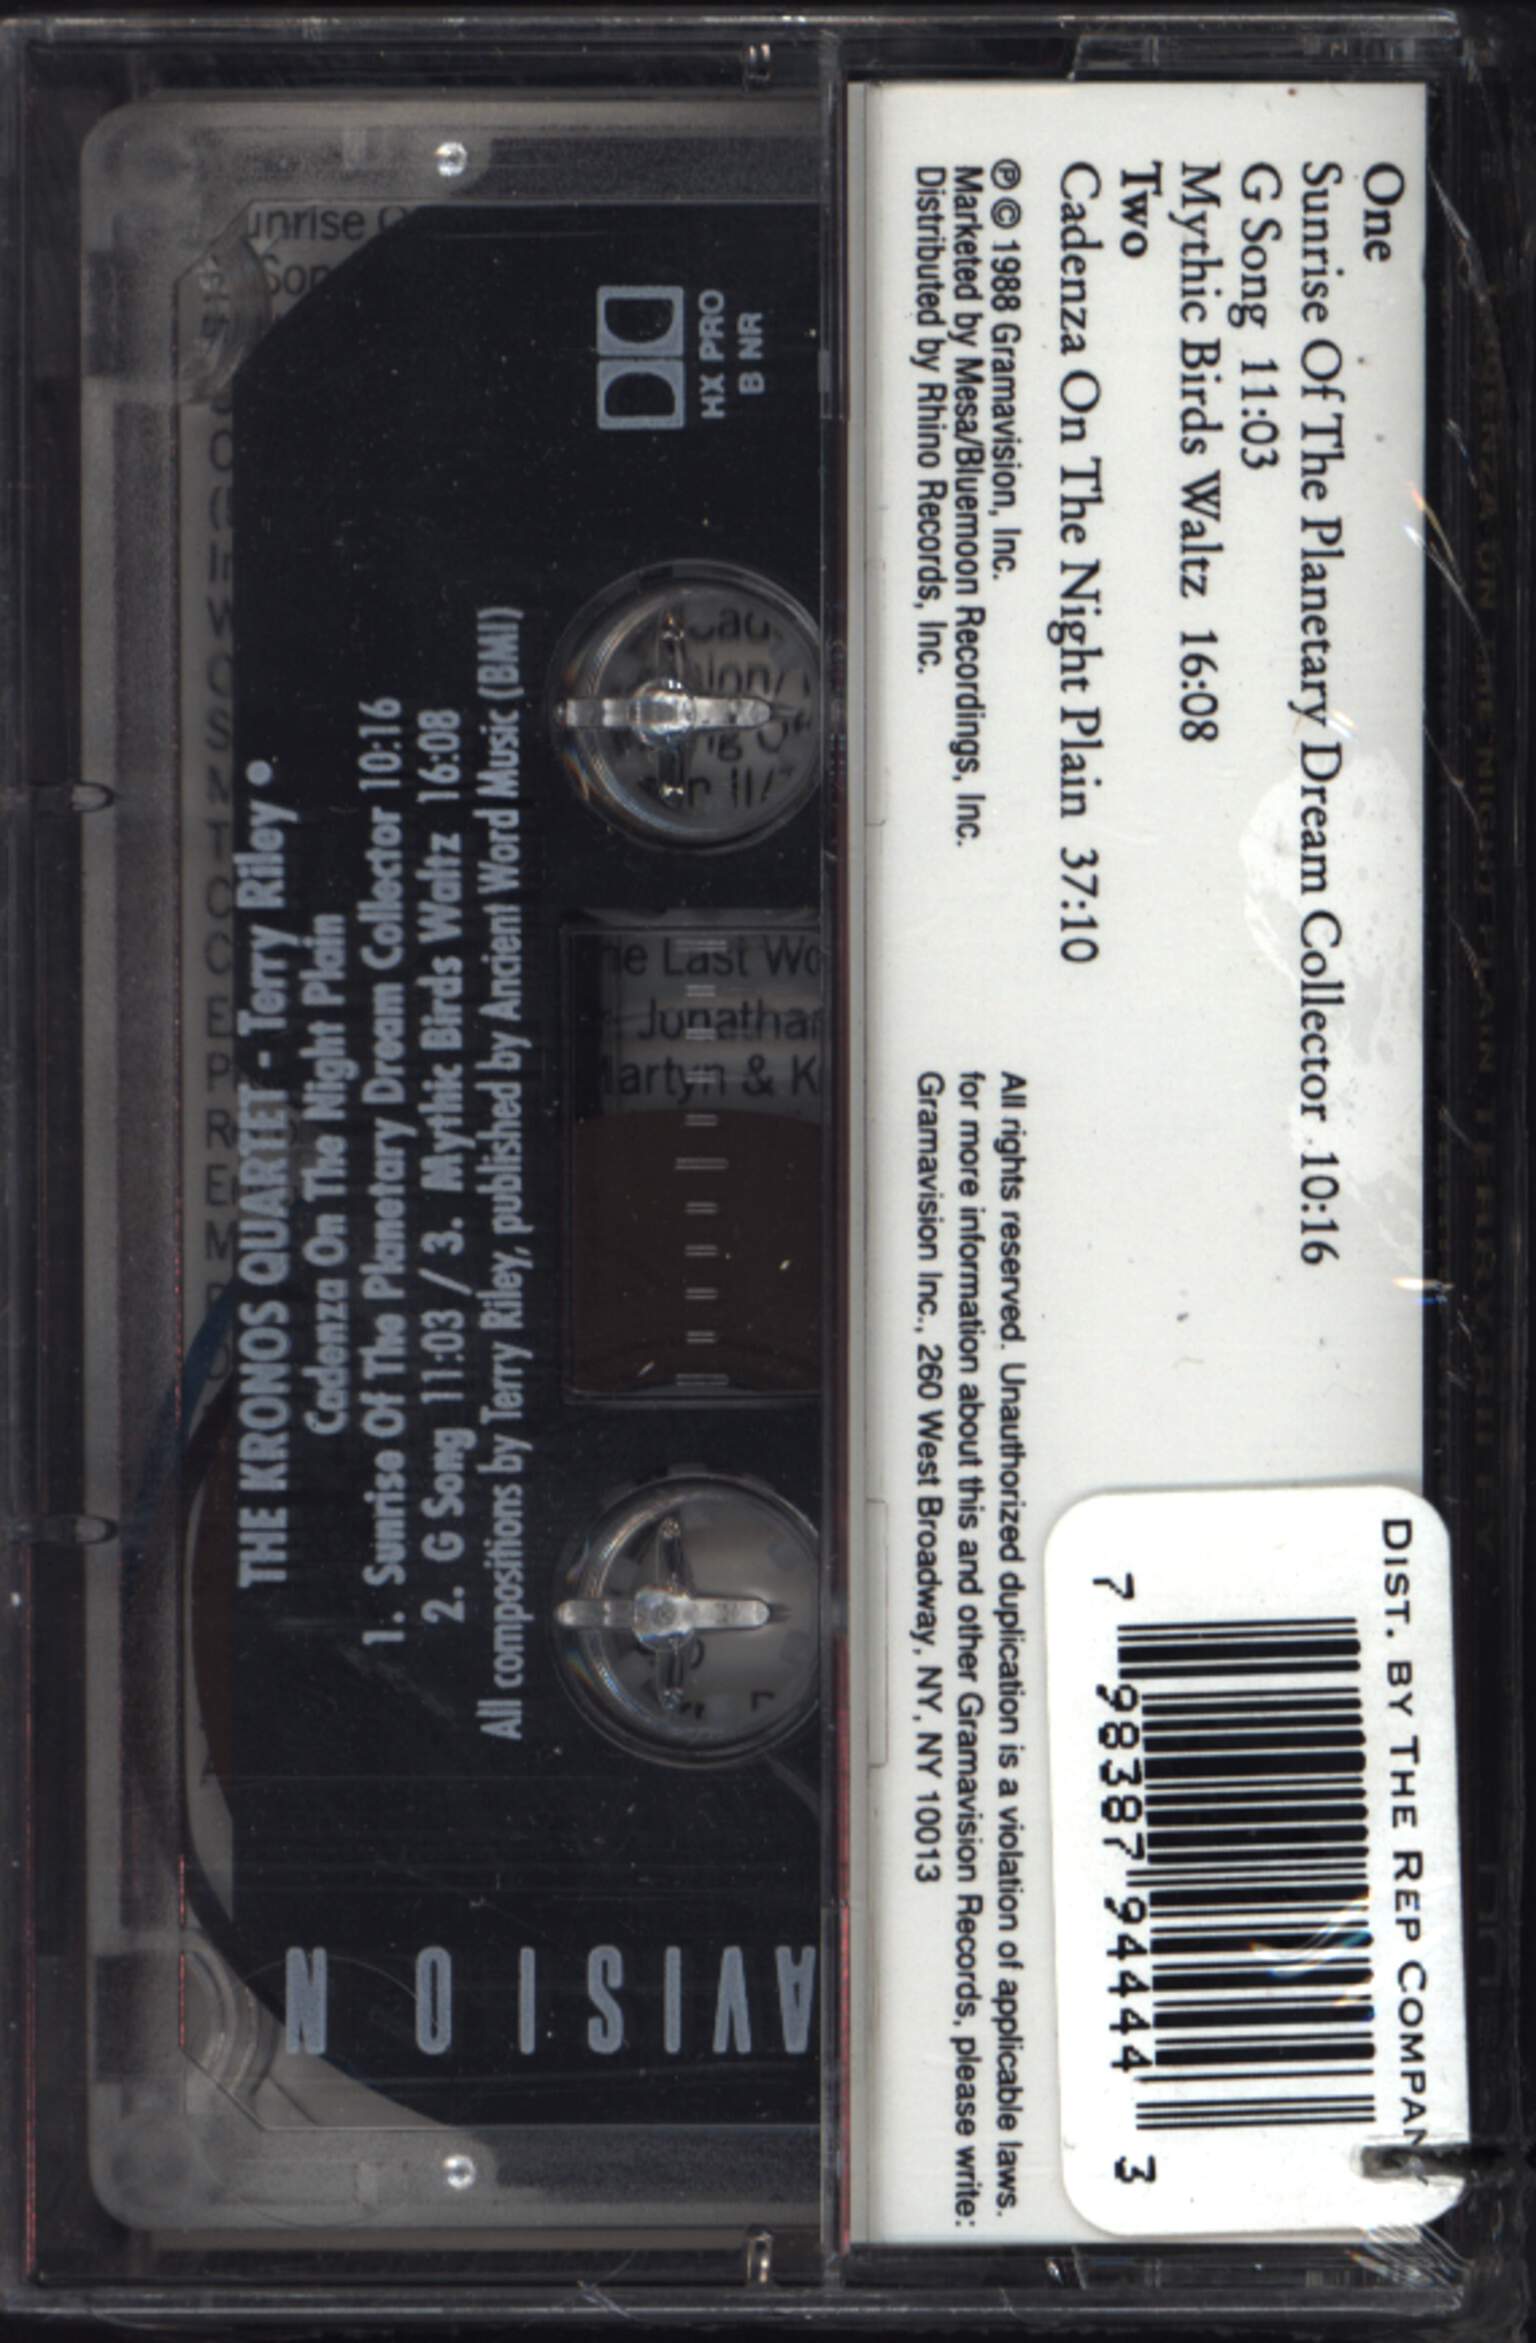 One
Sunrise Of The Planetary Dream Collector 10:16
G Song 11:03
Mythic Birds Waltz 16:08
Two
Cadenza On The Night Plain 37:10
℗ © 1988 Gramavision, Inc.
Marketed by Mesa/Bluemoon Recordings, Inc.
Distributed by Rhino Records, Inc.
All rights reserved. Unauthorized duplication is a violation of applicable laws.
for more information about this and other Gramavision Records, please write:
Gramavision Inc., 260 West Broadway, NY, NY 10013
DIST. BY THE REP COMPAN
7 98387 94444 3
THE KRONOS QUARTET - Terry Riley •
Cadenza On The Night Plain
1. Sunrise Of The Planetary Dream Collector 10:16
2. G Song 11:03 / 3. Mythic Birds Waltz 16:08
All compositions by Terry Riley, published by Ancient Word Music (BMI)
HX PRO
B NR
AVISION